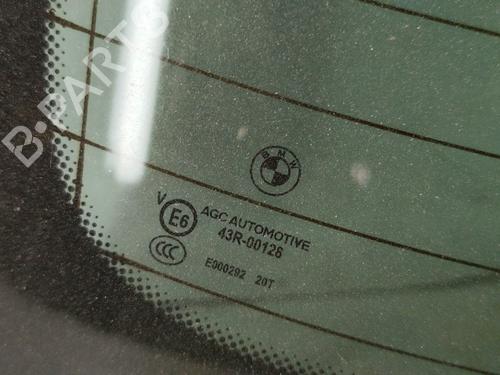 B-PARTS
BMW
V
E6
AGC AUTOMOTIVE
43R-00126
CCC
E000292 20T